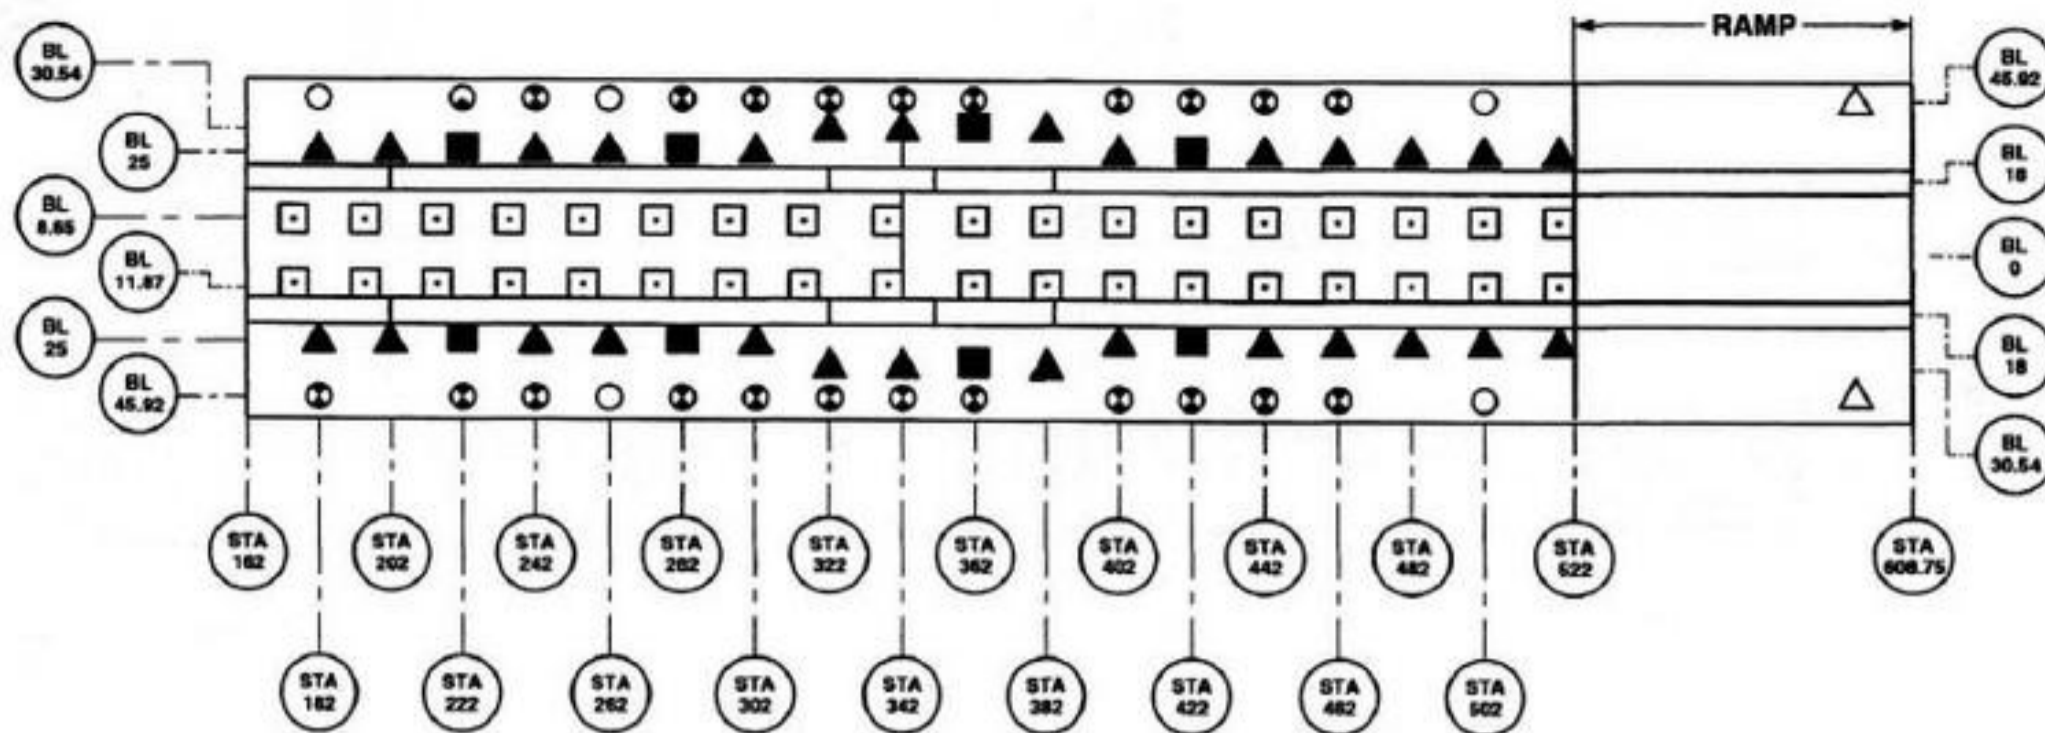 RAMP
BL
30.54
BL
45.92
BL
25
BL
18
BL
8.65
BL
0
BL
11.87
BL
25
BL
18
BL
45.92
BL
30.54
STA
162
STA
202
STA
242
STA
282
STA
322
STA
362
STA
402
STA
442
STA
482
STA
522
STA
608.75
STA
182
STA
222
STA
262
STA
302
STA
342
STA
382
STA
422
STA
462
STA
502